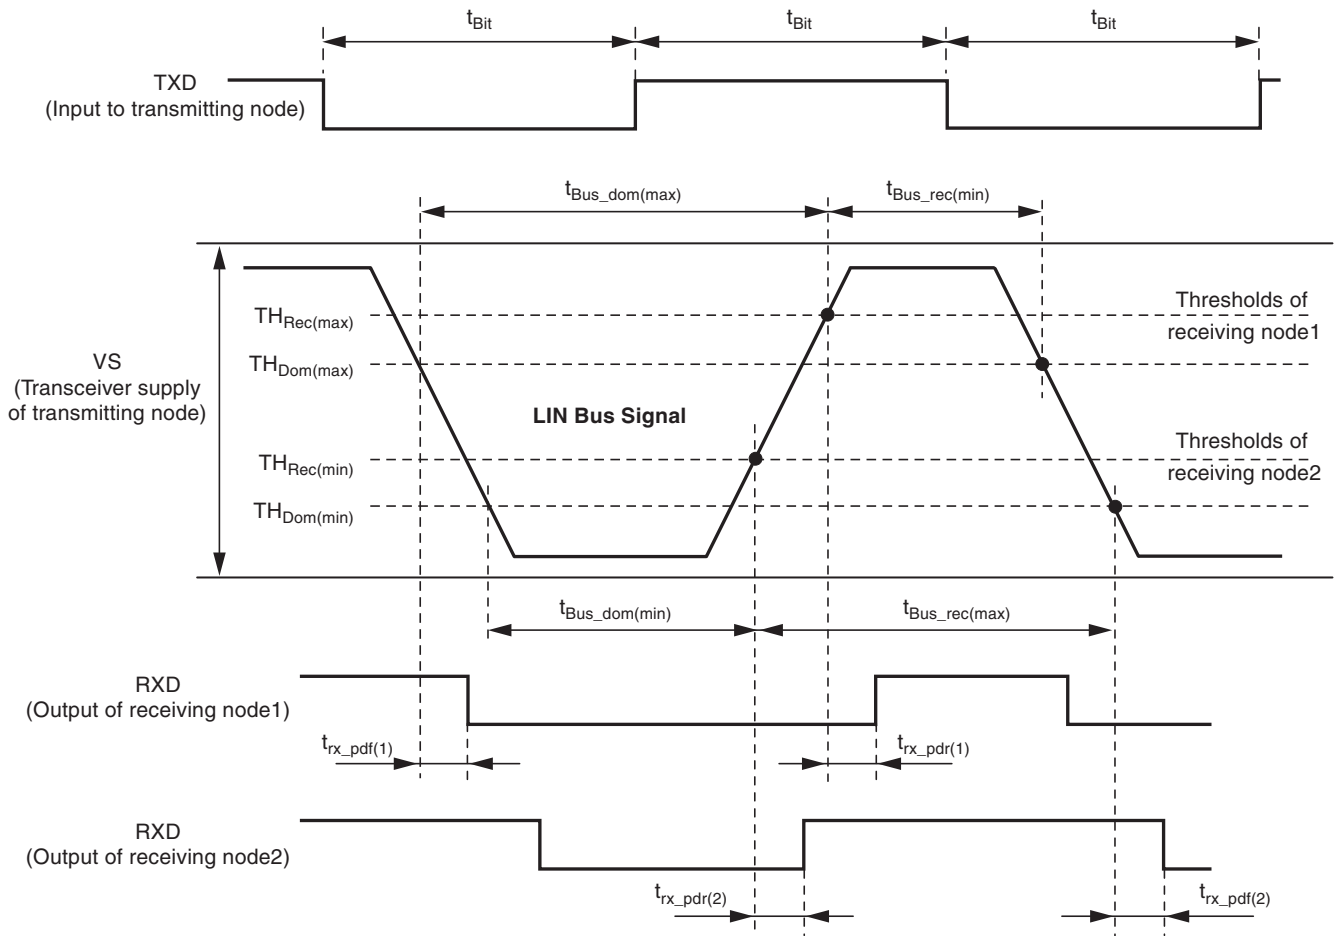 tBit
tBit
tBit
TXD
(Input to transmitting node)
tBus_dom(max)
tBus_rec(min)
THRec(max)
Thresholds of
receiving node1
THDom(max)
VS
(Transceiver supply
of transmitting node)
LIN Bus Signal
THRec(min)
Thresholds of
receiving node2
THDom(min)
tBus_dom(min)
tBus_rec(max)
RXD
(Output of receiving node1)
trx_pdf(1)
trx_pdr(1)
RXD
(Output of receiving node2)
trx_pdr(2)
trx_pdf(2)